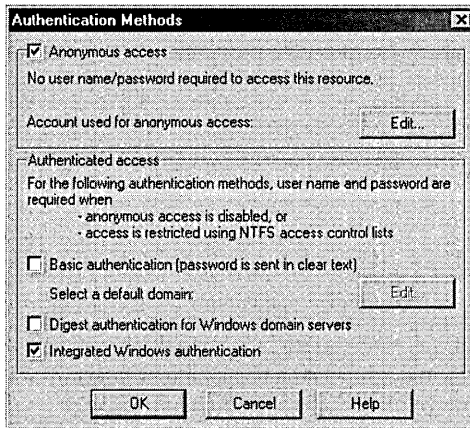 Authentication Methods
Anonymous access
No user name/password required to access this resource.
Account used for anonymous access:
Edit...
Authenticated access
For the following authentication methods, user name and password are
required when
- anonymous access is disabled, or
- access is restricted using NTFS access control lists
Basic authentication (password is sent in clear text)
Select a default domain:
Edit...
Digest authentication for Windows domain servers
Integrated Windows authentication
OK
Cancel
Help